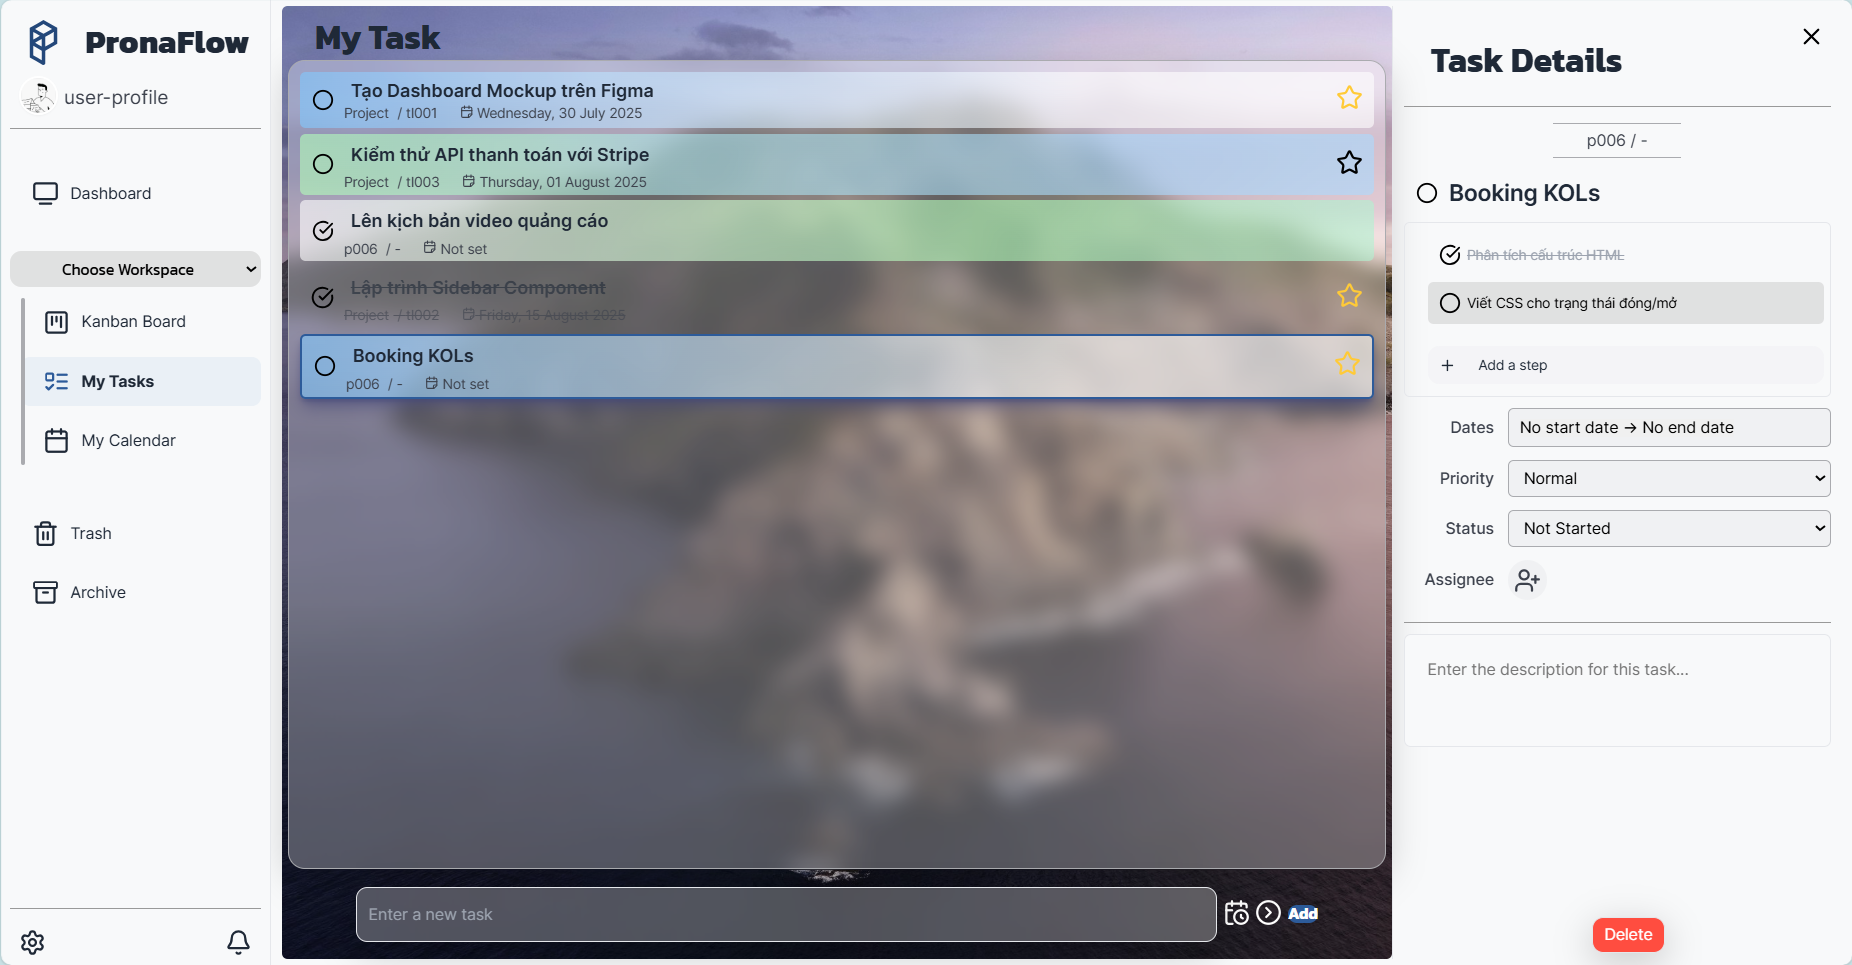 PronaFlow
user-profile
Dashboard
Choose Workspace
Kanban Board
My Tasks
My Calendar
Trash
Archive
My Task
Tạo Dashboard Mockup trên Figma
Project / tl001 Wednesday, 30 July 2025
Kiểm thử API thanh toán với Stripe
Project / tl003 Thursday, 01 August 2025
Lên kịch bản video quảng cáo
p006 / - Not set
Lập trình Sidebar Component
Project / tl002 Friday, 15 August 2025
Booking KOLs
p006 / - Not set
Enter a new task
Add
Task Details
p006 / -
Booking KOLs
Phân tích cấu trúc HTML
Viết CSS cho trạng thái đóng/mở
+ Add a step
Dates No start date → No end date
Priority Normal
Status Not Started
Assignee
Enter the description for this task...
Delete